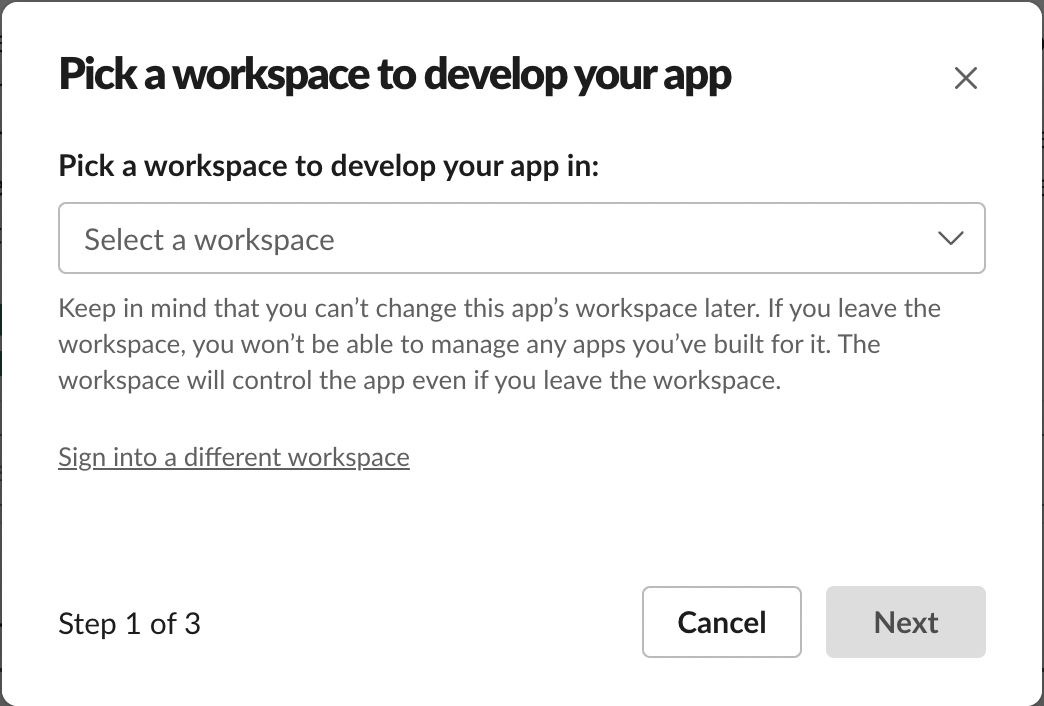 Pick a workspace to develop your app
Pick a workspace to develop your app in:
Select a workspace
Keep in mind that you can’t change this app’s workspace later. If you leave the
workspace, you won’t be able to manage any apps you’ve built for it. The
workspace will control the app even if you leave the workspace.
Sign into a different workspace
Step 1 of 3
Cancel
Next